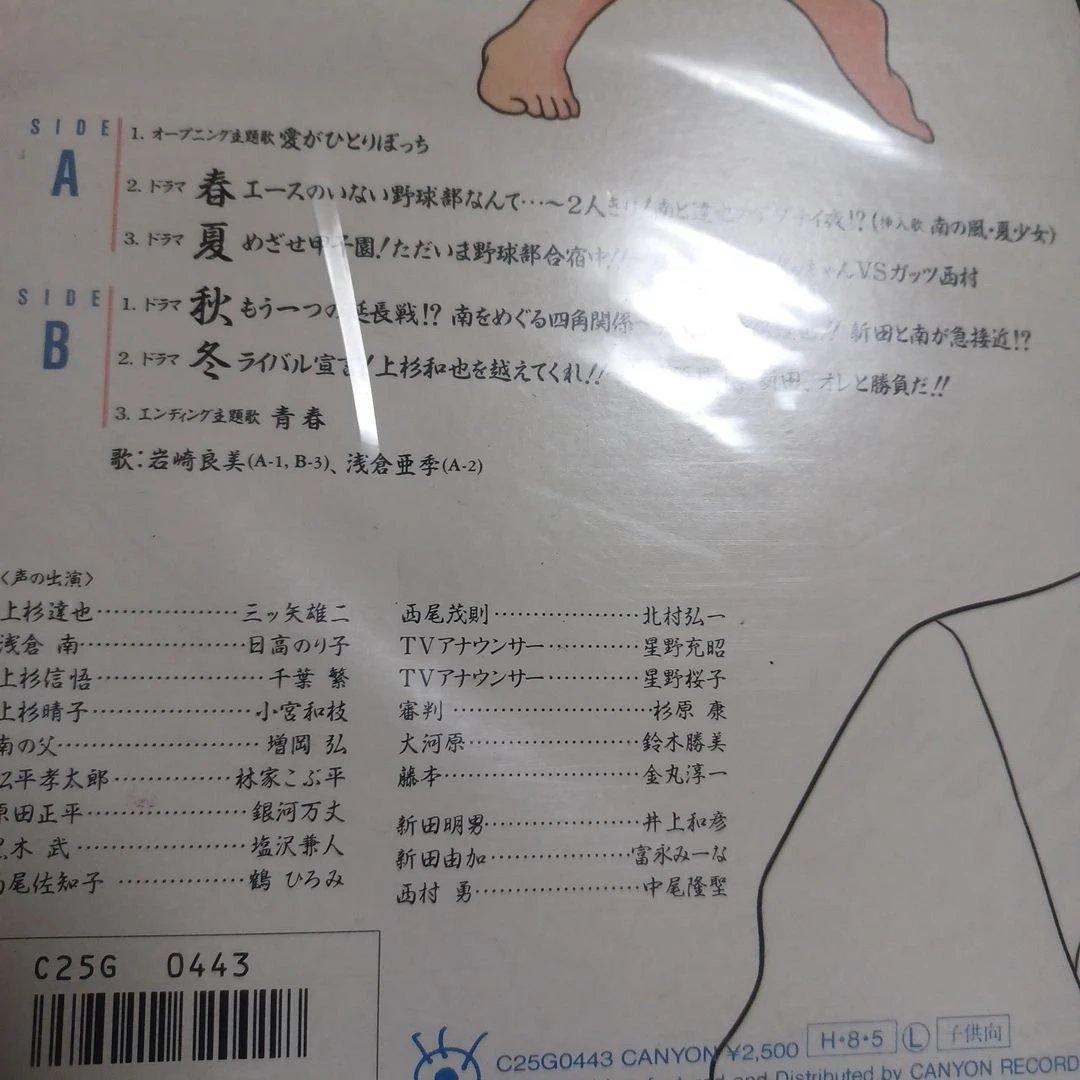 SIDE A
1. オープニング主題歌 愛がひとりぼっち
2. ドラマ 春 エースのいない野球部なんて…〜2人きり!南と達也 夜!?(挿入歌 南の風・夏少女)
3. ドラマ 夏 めざせ甲子園!ただいま野球部合宿中!! ちゃんVSガッツ西村
SIDE B
1. ドラマ 秋 もう一つの延長戦!? 南をめぐる四角関係 !! 新田と南が急接近!?
2. ドラマ 冬 ライバル宣言!上杉和也を越えてくれ!! 新田、オレと勝負だ!!
3. エンディング主題歌 青春
歌:岩崎良美(A-1, B-3)、浅倉亜季(A-2)
〈声の出演〉
上杉達也………………三ッ矢雄二
浅倉 南…………………日高のり子
上杉信悟…………………千葉 繁
上杉晴子………………小宮和枝
南の父……………………増岡 弘
松平孝太郎……………林家こぶ平
原田正平………………銀河万丈
黒木 武…………………塩沢兼人
西尾佐知子……………鶴 ひろみ
西尾茂則………………北村弘一
TVアナウンサー…………星野充昭
TVアナウンサー…………星野桜子
審判……………………杉原 康
大河原…………………鈴木勝美
藤本……………………金丸淳一
新田明男………………井上和彦
新田由加………………富永みーな
西村 勇…………………中尾隆聖
C25G 0443
C25G0443 CANYON ¥2,500 H・8・5 Ⓛ 子供向
and Distributed by CANYON RECORD